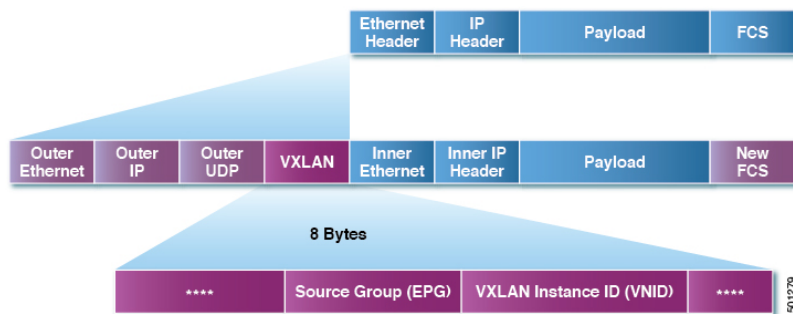 Ethernet Header
IP Header
Payload
FCS
Outer Ethernet
Outer IP
Outer UDP
VXLAN
Inner Ethernet
Inner IP Header
Payload
New FCS
8 Bytes
****
Source Group (EPG)
VXLAN Instance ID (VNID)
****
501279